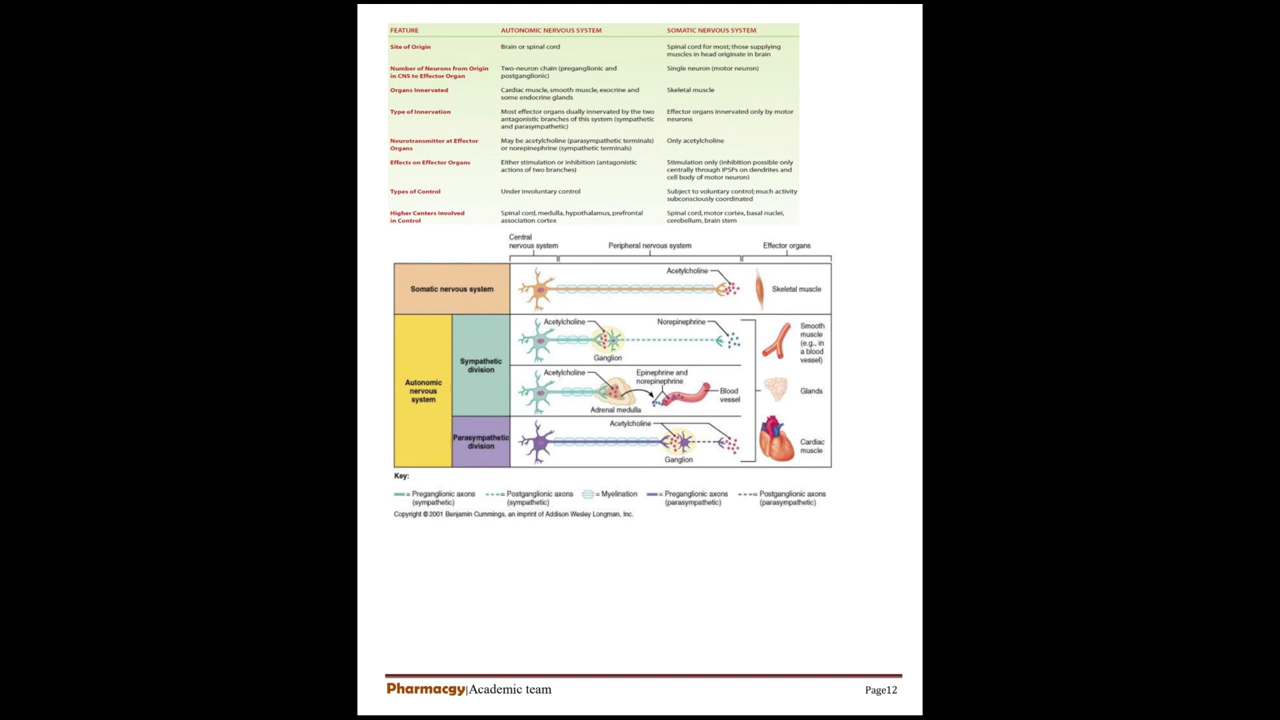 FEATURE AUTONOMIC NERVOUS SYSTEM SOMATIC NERVOUS SYSTEM
Site of Origin Brain or spinal cord Spinal cord for most; those supplying
muscles in head originate in brain
Number of Neurons from Origin Two-neuron chain (preganglionic and Single neuron (motor neuron)
in CNS to Effector Organ postganglionic)
Organs Innervated Cardiac muscle, smooth muscle, exocrine and Skeletal muscle
some endocrine glands
Type of Innervation Most effector organs dually innervated by the two Effector organs innervated only by motor
antagonistic branches of this system (sympathetic neurons
and parasympathetic)
Neurotransmitter at Effector May be acetylcholine (parasympathetic terminals) Only acetylcholine
Organs or norepinephrine (sympathetic terminals)
Effects on Effector Organs Either stimulation or inhibition (antagonistic Stimulation only (inhibition possible only
actions of two branches) centrally through IPSPs on dendrites and
cell body of motor neuron)
Types of Control Under involuntary control Subject to voluntary control; much activity
subconsciously coordinated
Higher Centers Involved Spinal cord, medulla, hypothalamus, prefrontal Spinal cord, motor cortex, basal nuclei,
in Control association cortex cerebellum, brain stem
Central
nervous system Peripheral nervous system Effector organs
Somatic nervous system
Acetylcholine
Skeletal muscle
Autonomic
nervous
system
Sympathetic
division
Acetylcholine Norepinephrine
Ganglion
Smooth
muscle
(e.g., in
a blood
vessel)
Acetylcholine
Epinephrine and
norepinephrine
Blood
vessel
Adrenal medulla
Glands
Parasympathetic
division
Acetylcholine
Ganglion
Cardiac
muscle
Key:
= Preganglionic axons
(sympathetic)
= Postganglionic axons
(sympathetic)
= Myelination
= Preganglionic axons
(parasympathetic)
= Postganglionic axons
(parasympathetic)
Copyright © 2001 Benjamin Cummings, an imprint of Addison Wesley Longman, Inc.
Pharmacgy|Academic team Page12